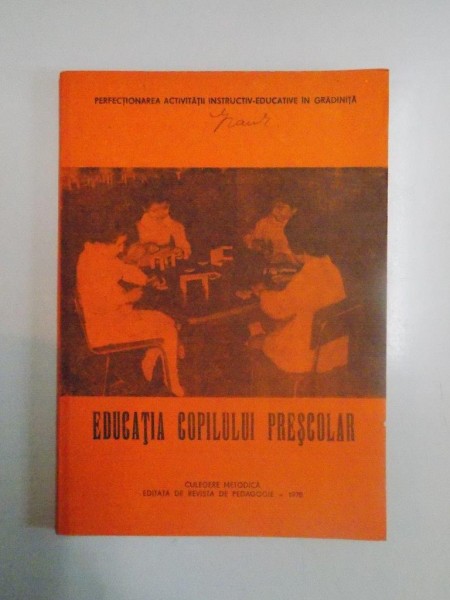 PERFECȚIONAREA ACTIVITĂȚII INSTRUCTIV-EDUCATIVE ÎN GRĂDINIȚĂ
EDUCAȚIA COPILULUI PREȘCOLAR
CULEGERE METODICĂ
EDITATĂ DE REVISTA DE PEDAGOGIE - 1970